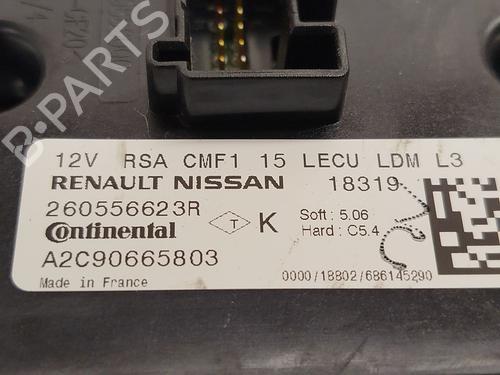 B-PARTS
12V RSA CMF1 15 LECU LDM L3
RENAULT NISSAN 18319
260556623R
T K
Soft : 5.06
Continental
Hard : C5.4
A2C90665803
Made in France
0000/18802/686145290